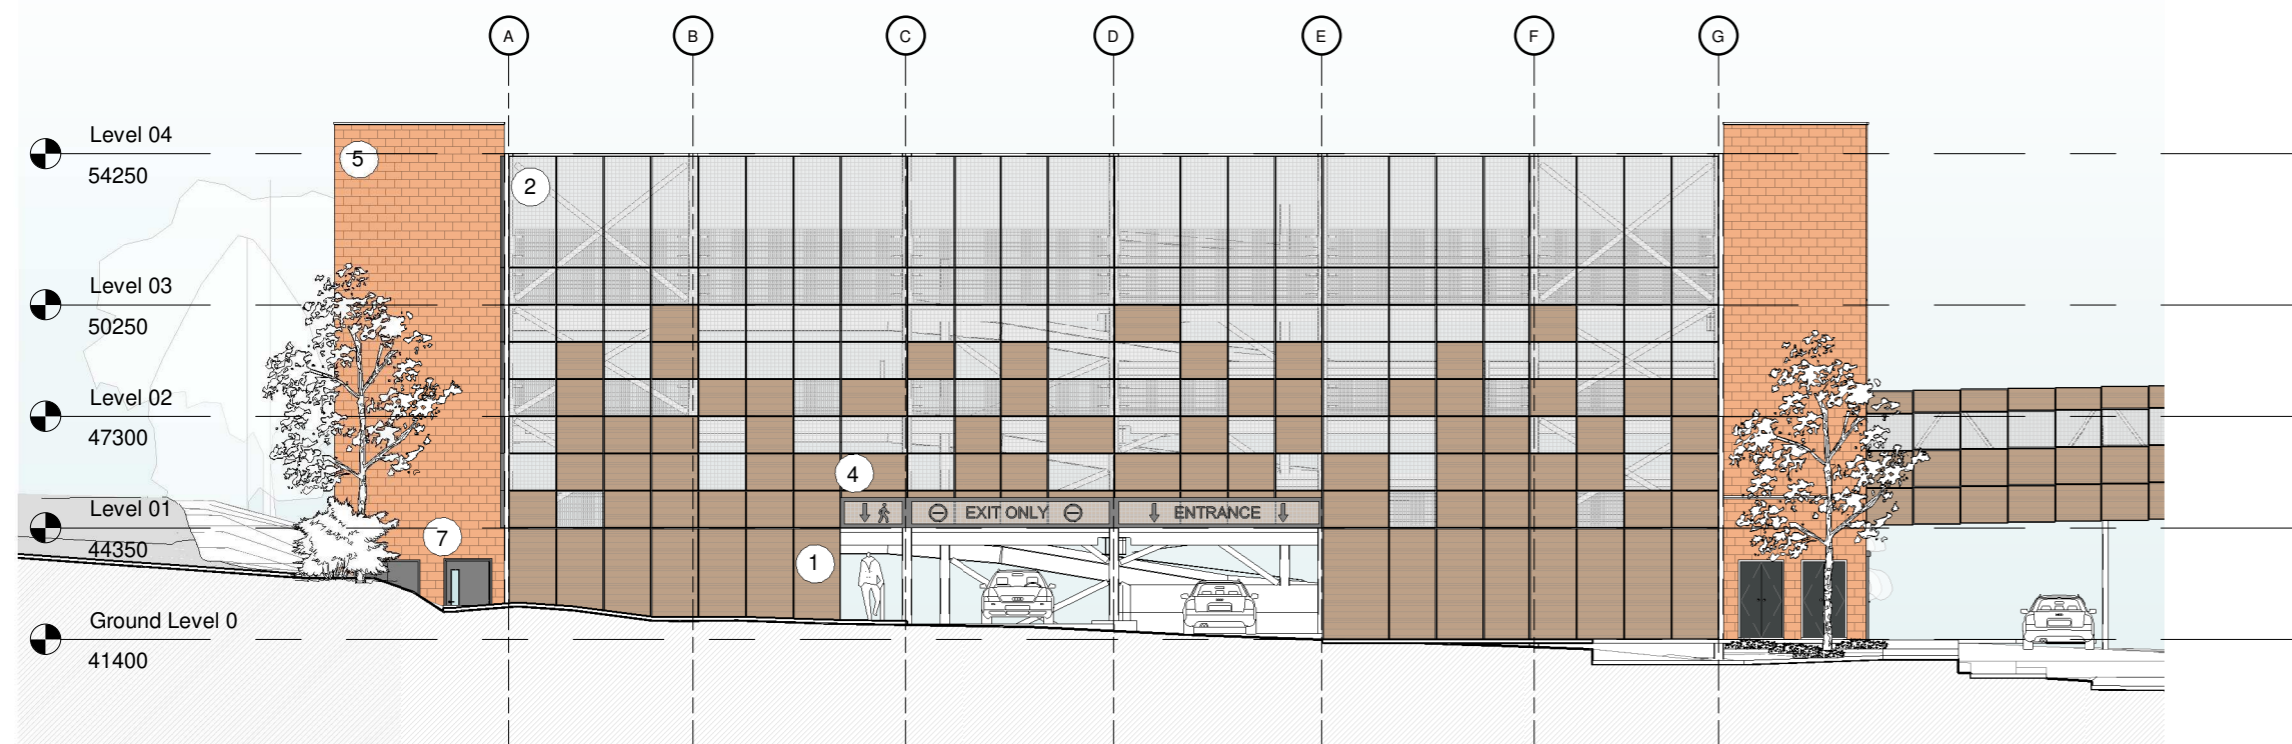 A B C D E F G
Level 04
54250
5
2
Level 03
50250
Level 02
47300
4
Level 01
44350
EXIT ONLY
ENTRANCE
7
1
Ground Level 0
41400